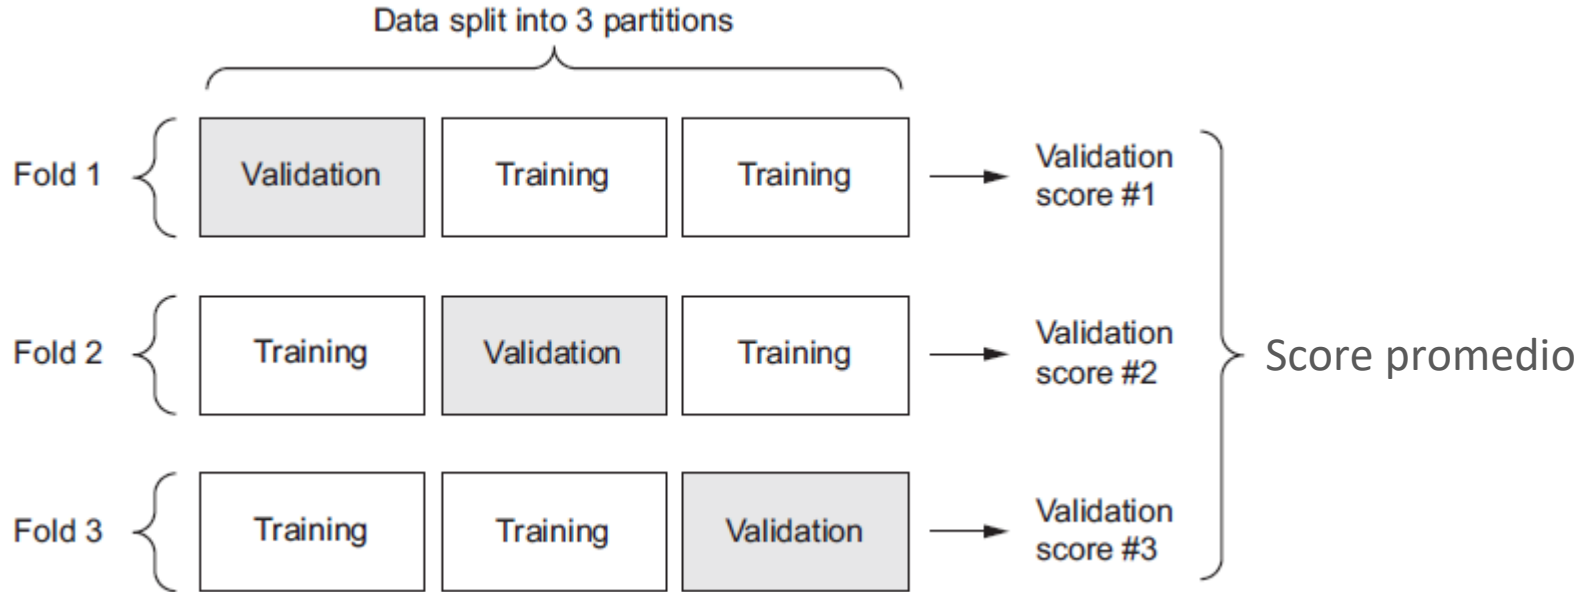 Data split into 3 partitions
Fold 1
Validation
Training
Training
Validation
score #1
Fold 2
Training
Validation
Training
Validation
score #2
Score promedio
Fold 3
Training
Training
Validation
Validation
score #3